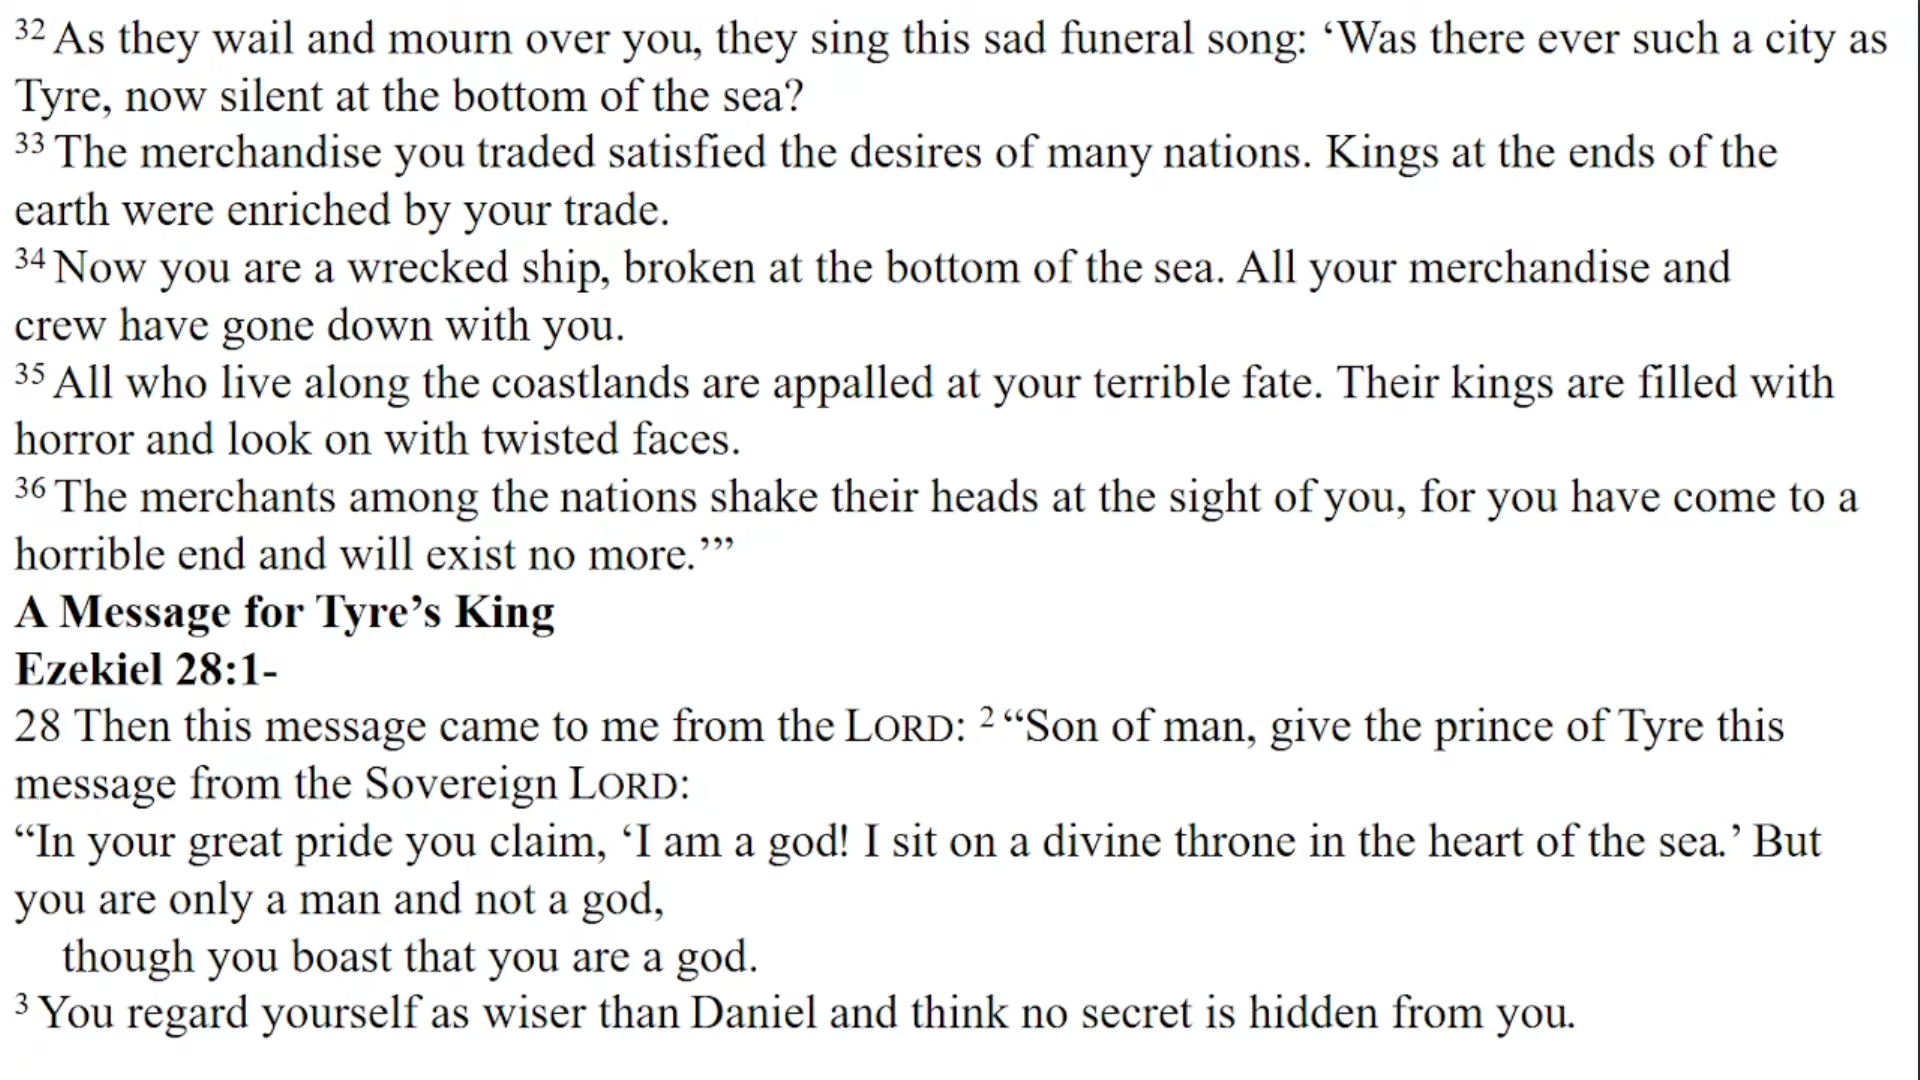 32 As they wail and mourn over you, they sing this sad funeral song: ‘Was there ever such a city as
Tyre, now silent at the bottom of the sea?
33 The merchandise you traded satisfied the desires of many nations. Kings at the ends of the
earth were enriched by your trade.
34 Now you are a wrecked ship, broken at the bottom of the sea. All your merchandise and
crew have gone down with you.
35 All who live along the coastlands are appalled at your terrible fate. Their kings are filled with
horror and look on with twisted faces.
36 The merchants among the nations shake their heads at the sight of you, for you have come to a
horrible end and will exist no more.’”
A Message for Tyre’s King
Ezekiel 28:1-
28 Then this message came to me from the LORD: 2 “Son of man, give the prince of Tyre this
message from the Sovereign LORD:
“In your great pride you claim, ‘I am a god! I sit on a divine throne in the heart of the sea.’ But
you are only a man and not a god,
though you boast that you are a god.
3 You regard yourself as wiser than Daniel and think no secret is hidden from you.